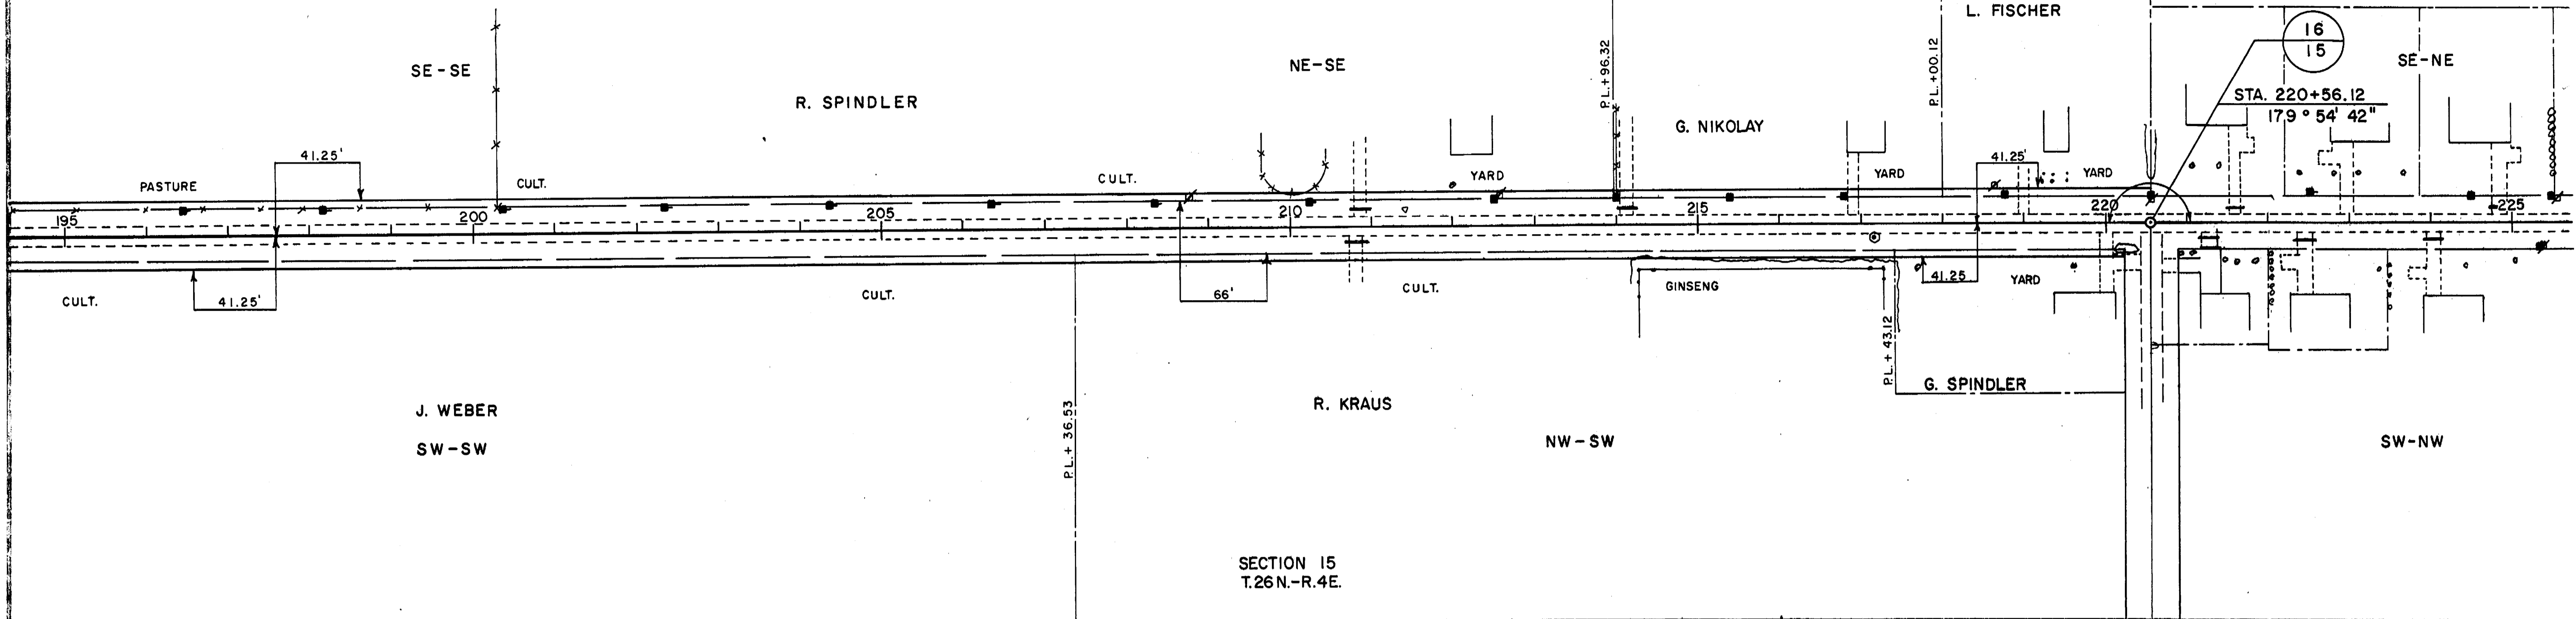 L. FISCHER
16
15
SE-SE
NE-SE
SE-NE
R. SPINDLER
P.L.+96.32
P.L.+00.12
STA. 220+56.12
179° 54' 42"
G. NIKOLAY
41.25'
41.25'
PASTURE
CULT.
CULT.
YARD
YARD
YARD
195
200
205
210
215
220
225
CULT.
41.25'
CULT.
66'
CULT.
GINSENG
41.25
YARD
P.L. + 43.12
G. SPINDLER
J. WEBER
SW-SW
P.L.+ 36.53
R. KRAUS
NW-SW
SW-NW
SECTION 15
T.26N.-R.4E.